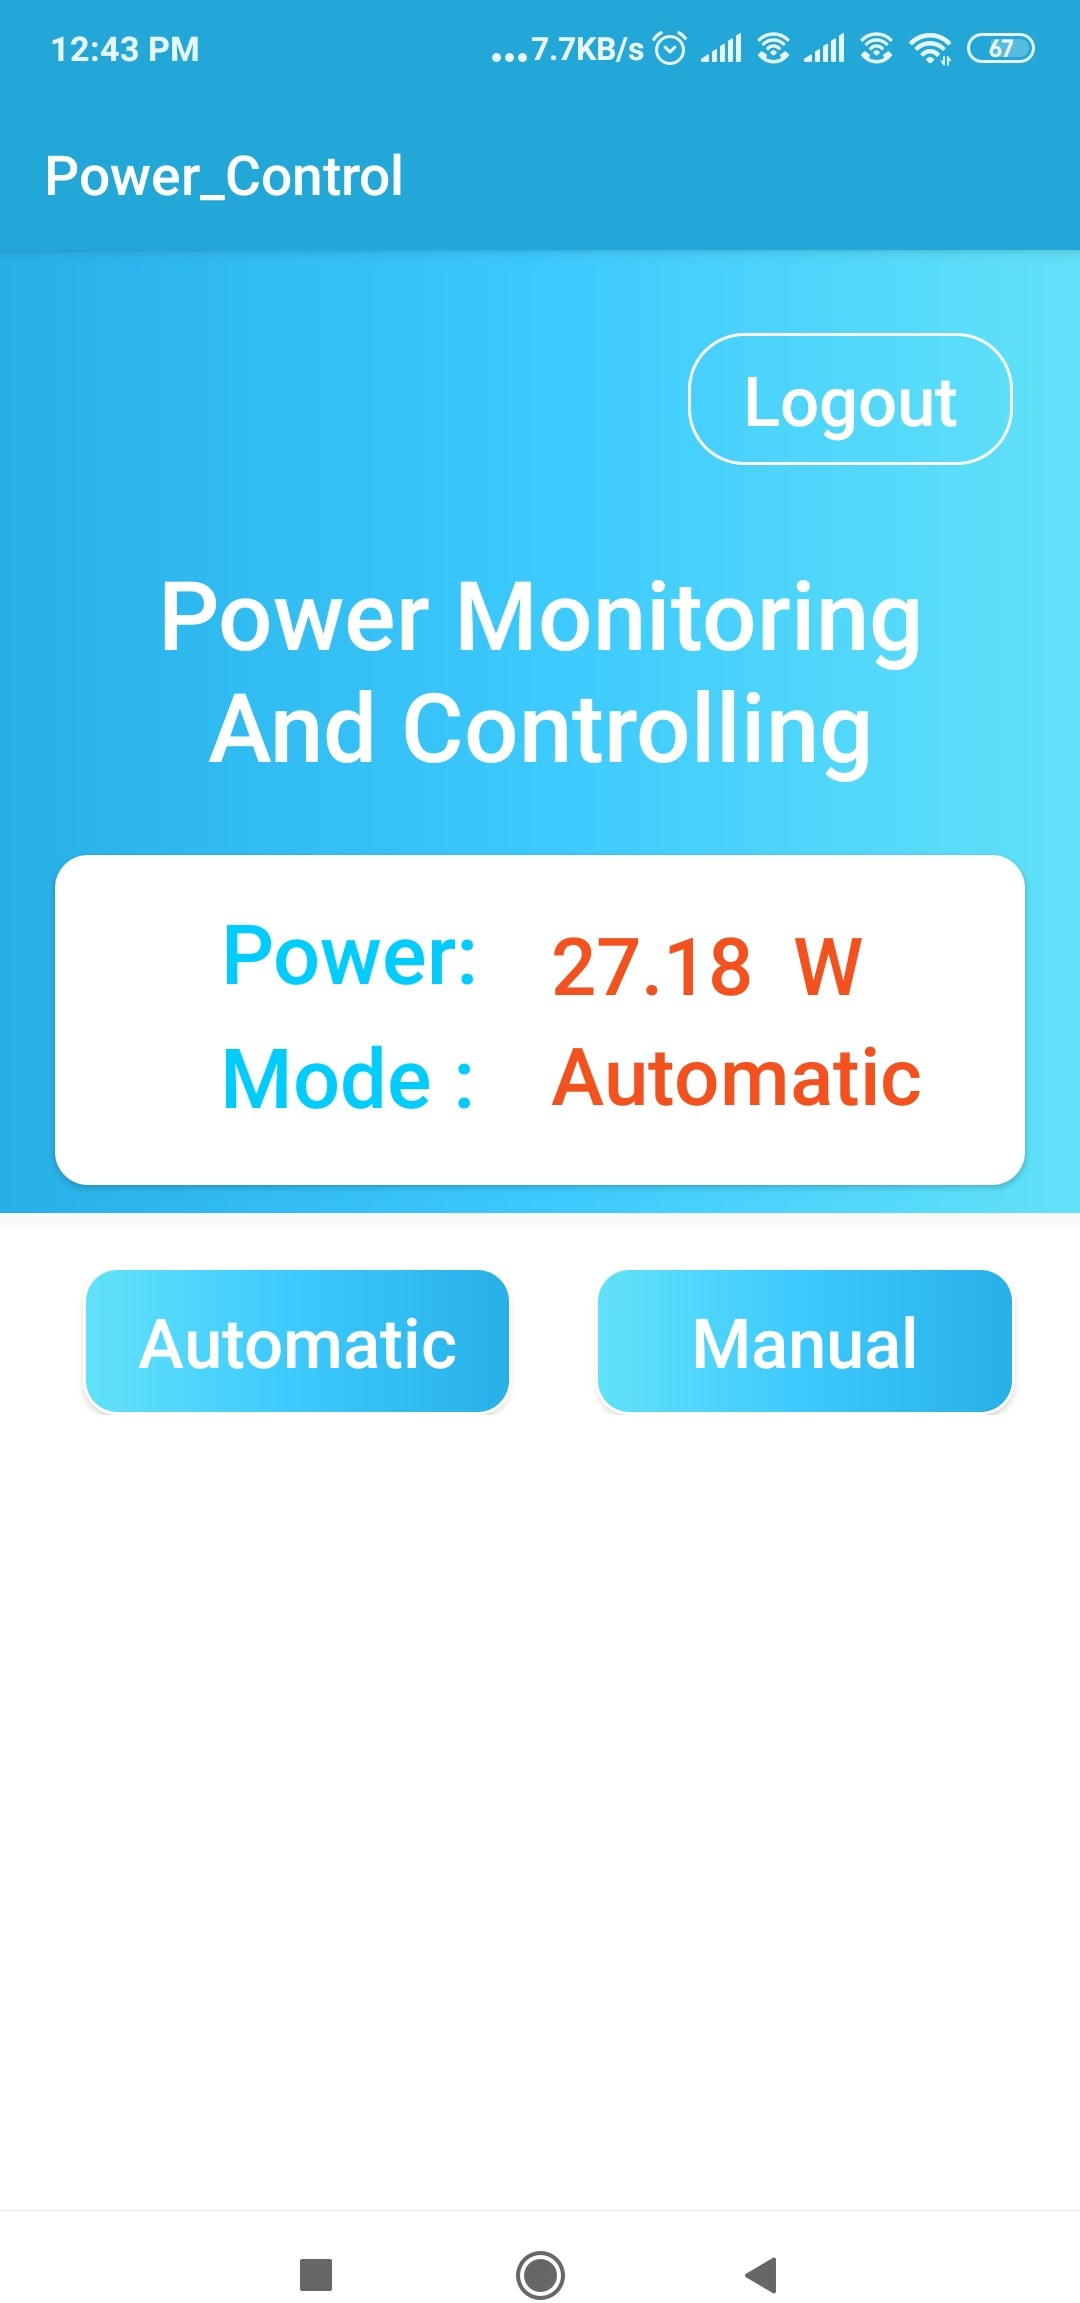 12:43 PM ...7.7KB/s 67
Power_Control
Logout
Power Monitoring
And Controlling
Power: 27.18 W
Mode : Automatic
Automatic Manual